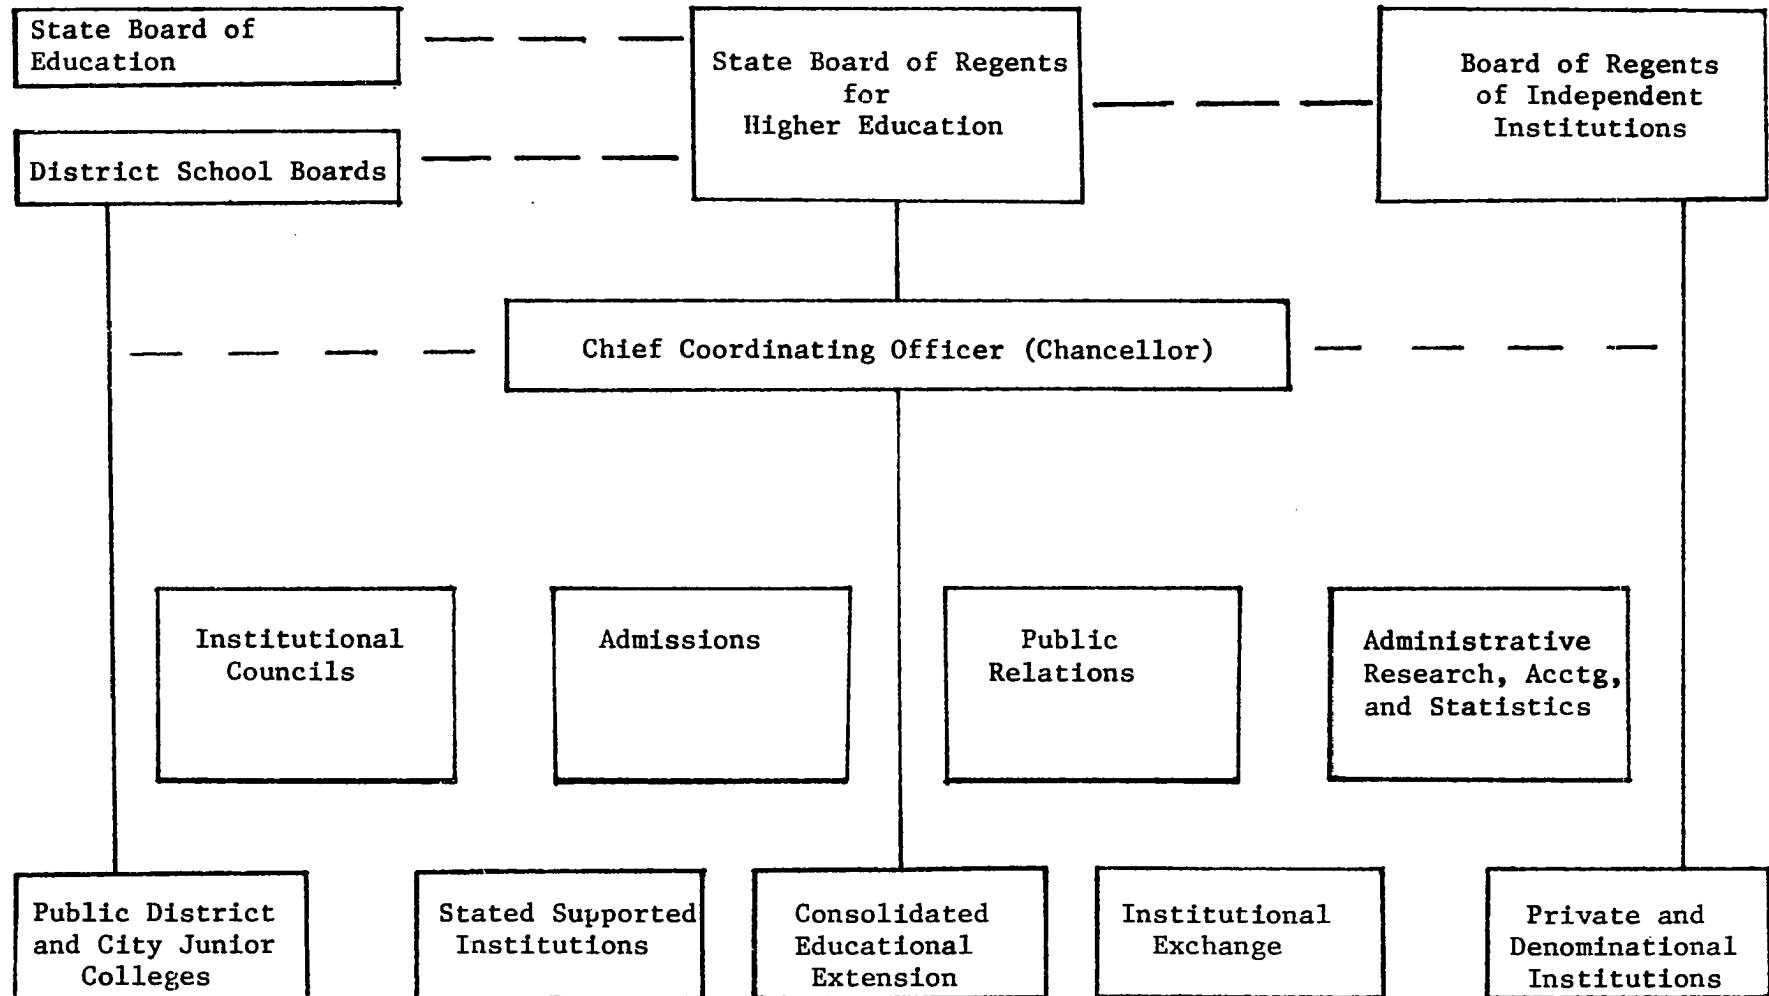 State Board of
Education
State Board of Regents
for
Higher Education
Board of Regents
of Independent
Institutions
District School Boards
Chief Coordinating Officer (Chancellor)
Institutional
Councils
Admissions
Public
Relations
Administrative
Research, Acctg,
and Statistics
Public District
and City Junior
Colleges
Stated Supported
Institutions
Consolidated
Educational
Extension
Institutional
Exchange
Private and
Denominational
Institutions